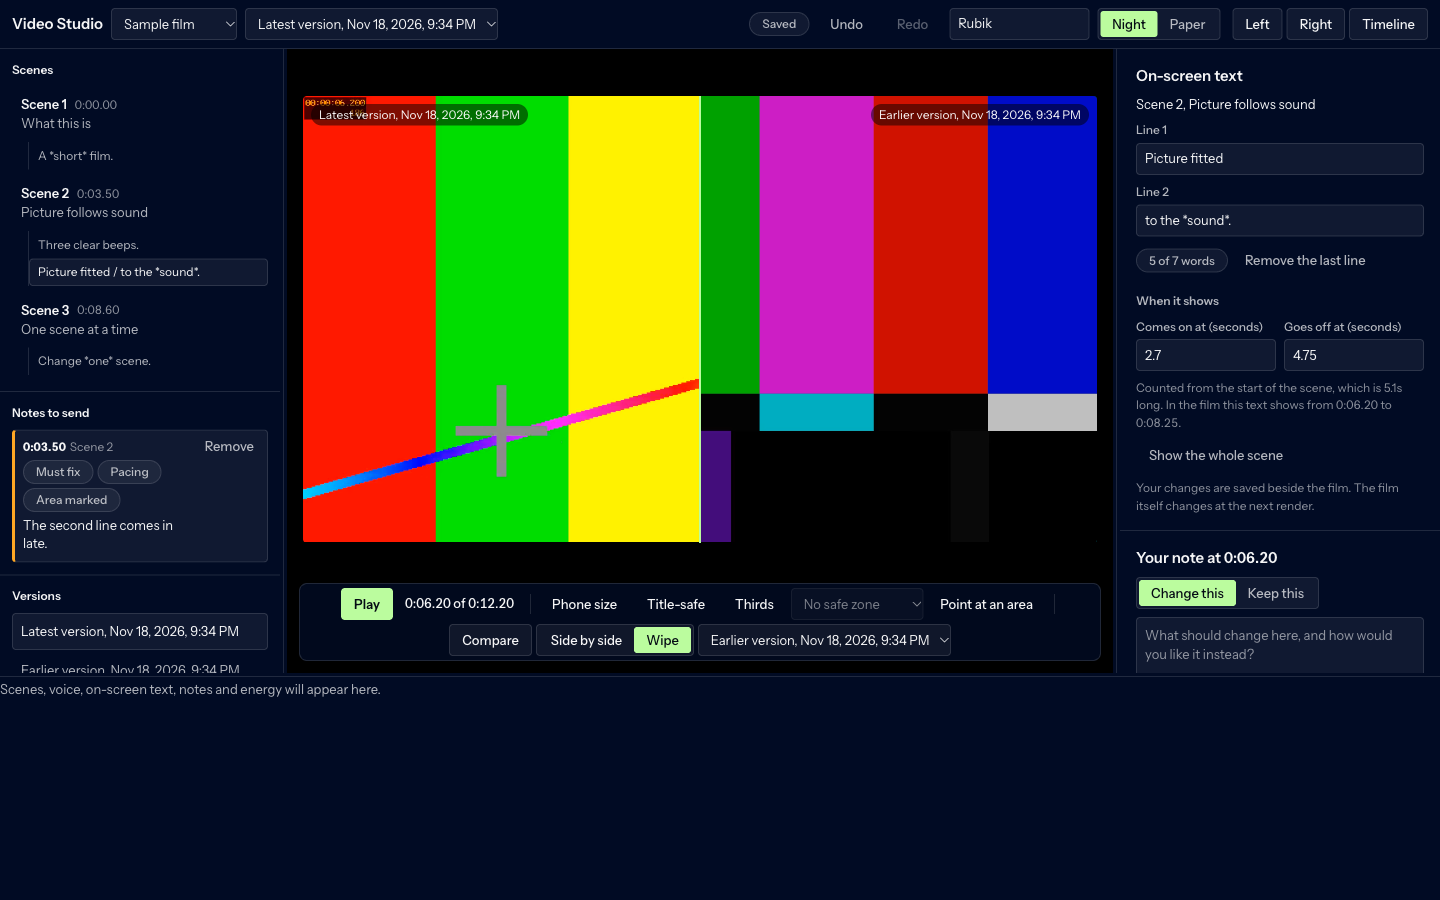 Video Studio
Sample film
Latest version, Nov 18, 2026, 9:34 PM
Saved
Undo
Redo
Rubik
Night
Paper
Left
Right
Timeline
Scenes
Scene 1 0:00.00
What this is
A *short* film.
Scene 2 0:03.50
Picture follows sound
Three clear beeps.
Picture fitted / to the *sound*.
Scene 3 0:08.60
One scene at a time
Change *one* scene.
Notes to send
0:03.50 Scene 2
Remove
Must fix
Pacing
Area marked
The second line comes in
late.
Versions
Latest version, Nov 18, 2026, 9:34 PM
Earlier version, Nov 18, 2026, 9:34 PM
00:00:06.200
Latest version, Nov 18, 2026, 9:34 PM
Earlier version, Nov 18, 2026, 9:34 PM
Play
0:06.20 of 0:12.20
Phone size
Title-safe
Thirds
No safe zone
Point at an area
Compare
Side by side
Wipe
Earlier version, Nov 18, 2026, 9:34 PM
On-screen text
Scene 2, Picture follows sound
Line 1
Picture fitted
Line 2
to the *sound*.
5 of 7 words
Remove the last line
When it shows
Comes on at (seconds)
Goes off at (seconds)
2.7
4.75
Counted from the start of the scene, which is 5.1s
long. In the film this text shows from 0:06.20 to
0:08.25.
Show the whole scene
Your changes are saved beside the film. The film
itself changes at the next render.
Your note at 0:06.20
Change this
Keep this
What should change here, and how would
you like it instead?
Scenes, voice, on-screen text, notes and energy will appear here.